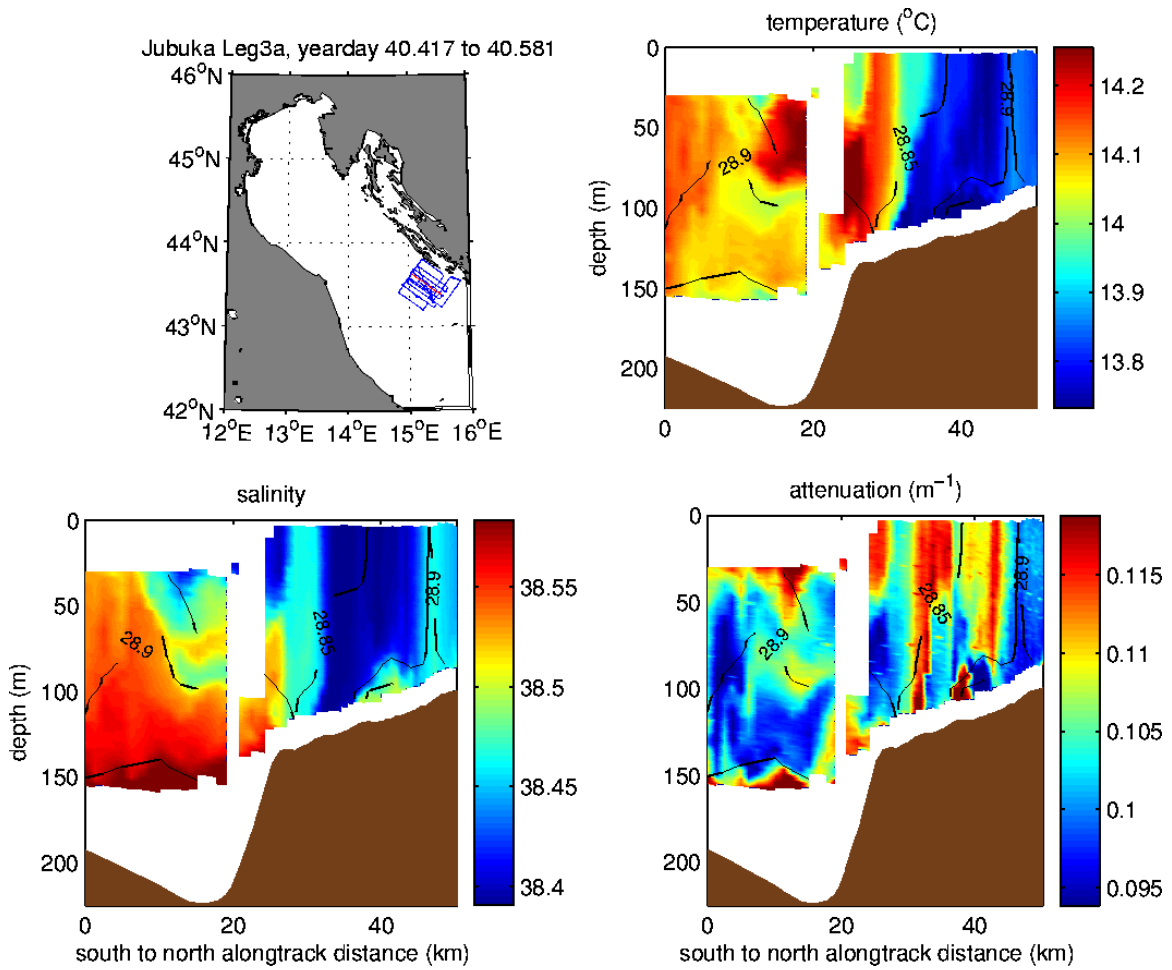 Jubuka Leg3a, yearday 40.417 to 40.581
46°N
45°N
44°N
43°N
42°N
12°E 13°E 14°E 15°E 16°E
temperature (°C)
0
50
100
150
200
depth (m)
0 20 40
28.9
28.85
28.9
14.2
14.1
14
13.9
13.8
salinity
0
50
100
150
200
depth (m)
0 20 40
south to north alongtrack distance (km)
28.9
28.85
28.9
38.55
38.5
38.45
38.4
attenuation (m⁻¹)
0
50
100
150
200
0 20 40
south to north alongtrack distance (km)
28.9
28.85
28.9
0.115
0.11
0.105
0.1
0.095